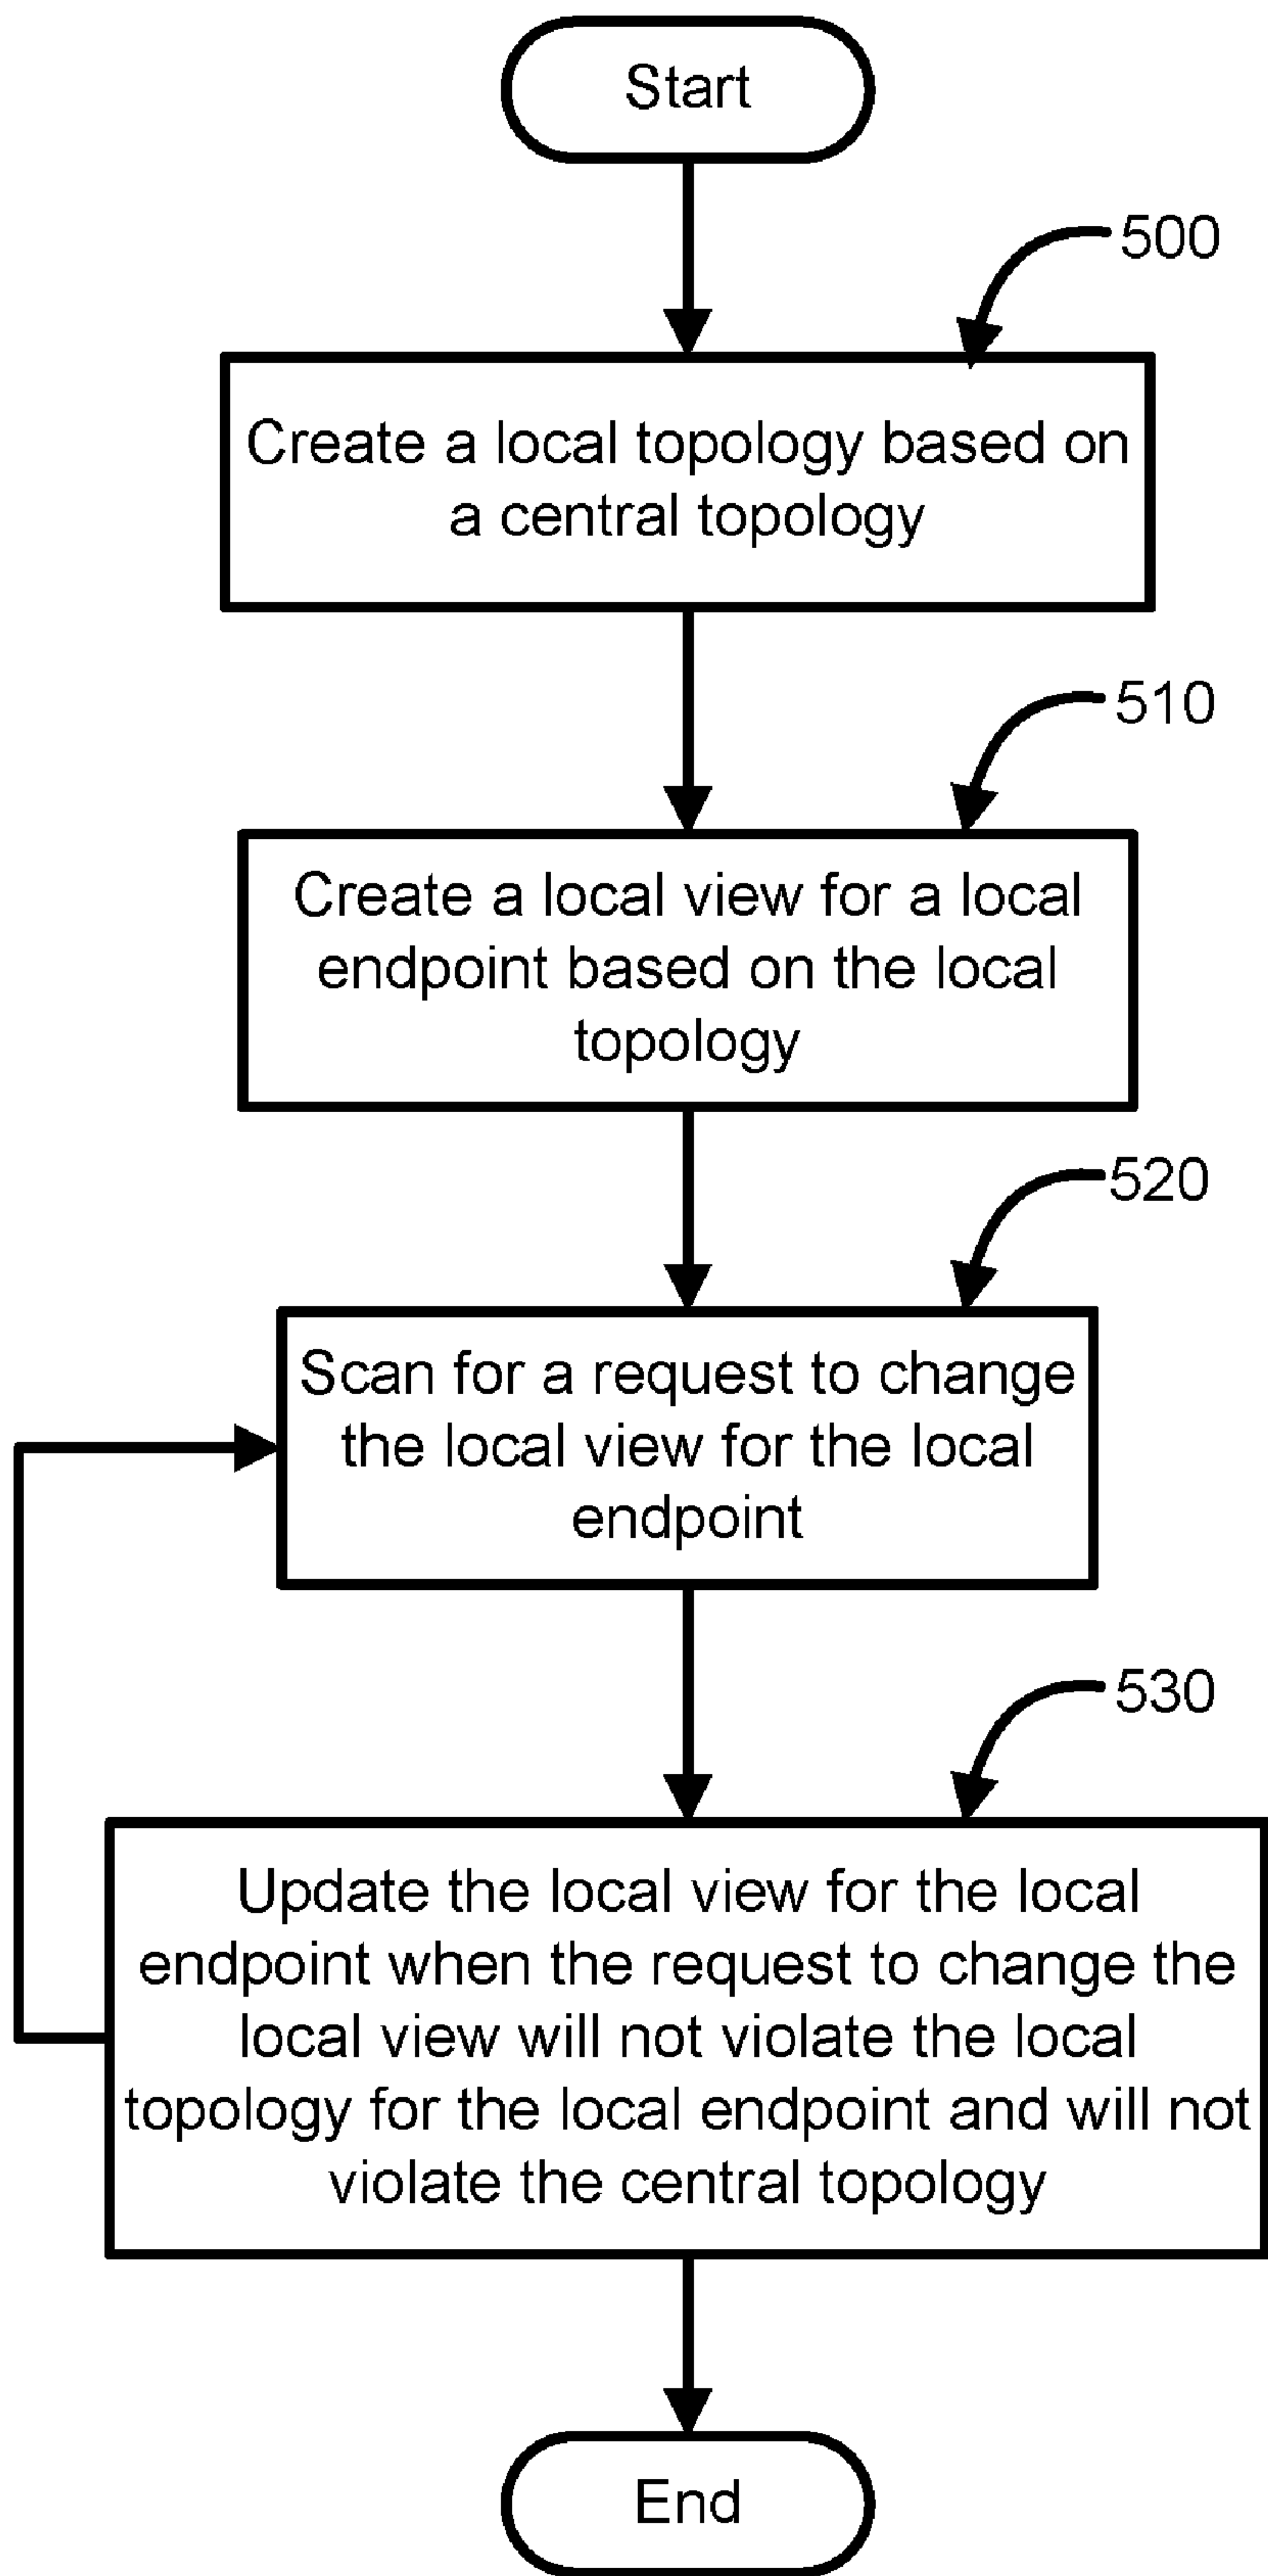 Start
500
Create a local topology based on
a central topology
510
Create a local view for a local
endpoint based on the local
topology
520
Scan for a request to change
the local view for the local
endpoint
530
Update the local view for the local
endpoint when the request to change the
local view will not violate the local
topology for the local endpoint and will not
violate the central topology
End